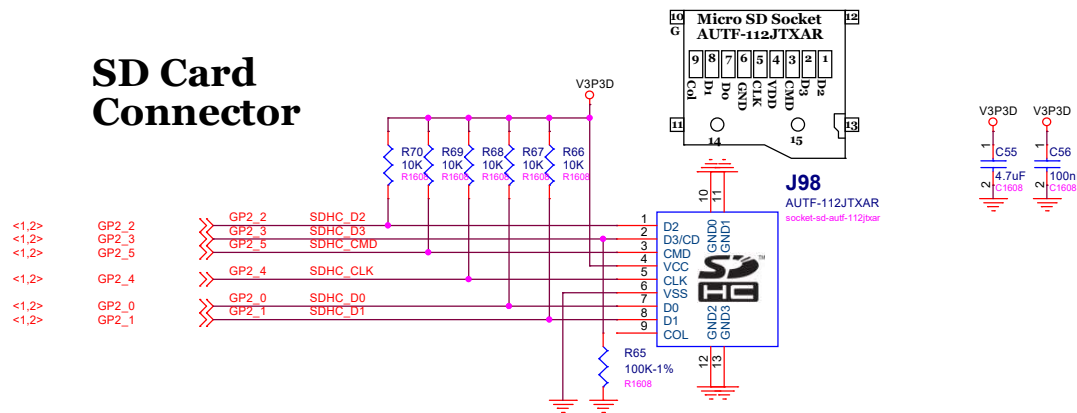 SD Card
Connector
Micro SD Socket
AUTF-112JTXAR
10
G
12
9 8 7 6 5 4 3 2 1
Col D1 D0 GND CLK VDD CMD D3 D2
11
13
14
15
V3P3D
R70
10K
R1608
R69
10K
R1608
R68
10K
R1608
R67
10K
R1608
R66
10K
R1608
V3P3D
1
C55
4.7uF
2
C1608
V3P3D
1
C56
100n
2
C1608
J98
AUTF-112JTXAR
socket-sd-autf-112jtxar
<1,2> GP2_2 GP2_2 SDHC_D2
<1,2> GP2_3 GP2_3 SDHC_D3
<1,2> GP2_5 GP2_5 SDHC_CMD
<1,2> GP2_4 GP2_4 SDHC_CLK
<1,2> GP2_0 GP2_0 SDHC_D0
<1,2> GP2_1 GP2_1 SDHC_D1
10 11
GND0 GND1
1 D2
2 D3/CD
3 CMD
4 VCC
5 CLK
6 VSS
7 D0
8 D1
9 COL
SD
HC
TM
GND2 GND3
12 13
R65
100K-1%
R1608